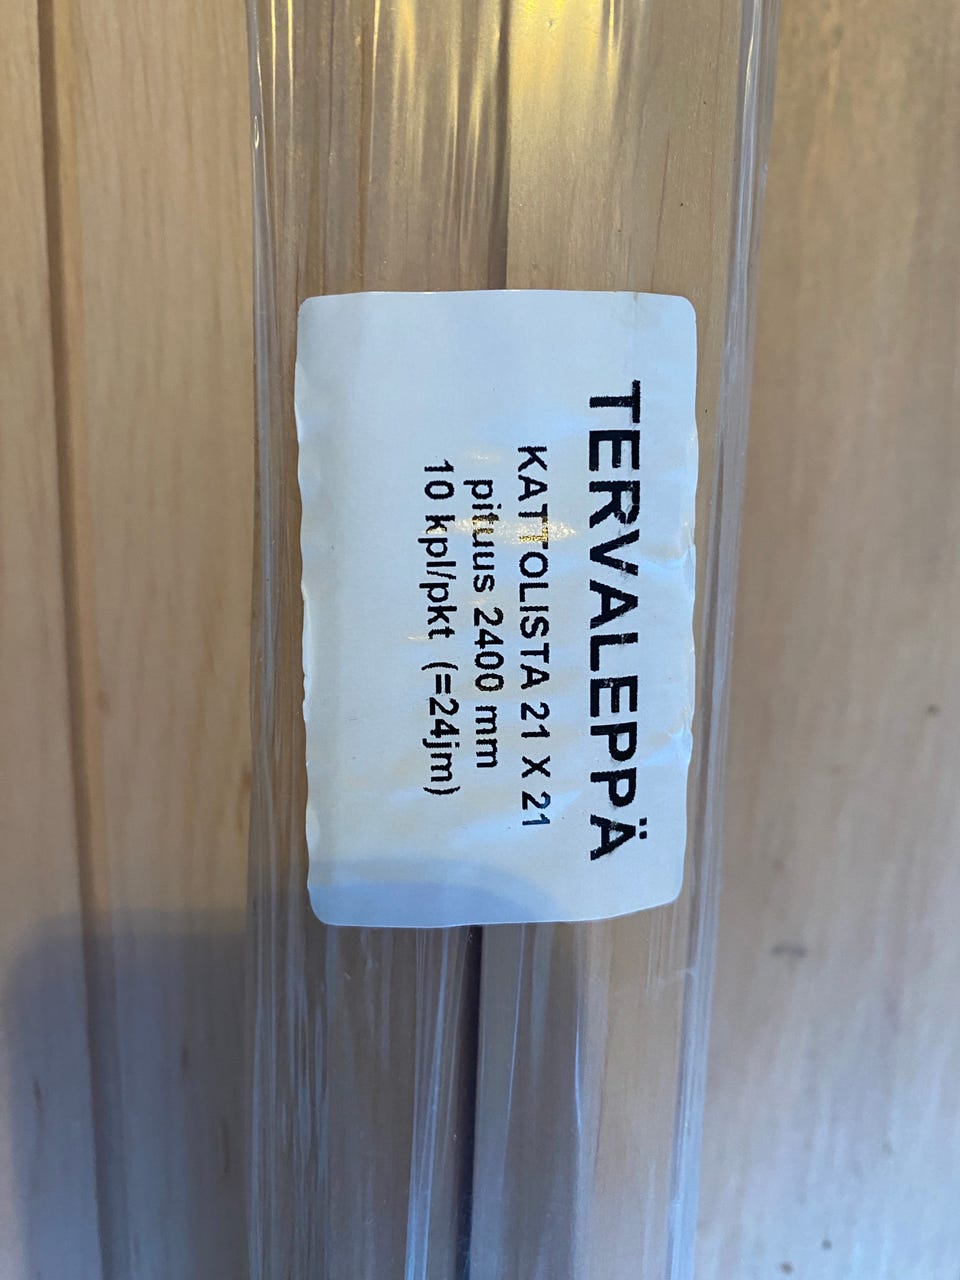 TERVALEPPÄ
KATTOLISTA 21 X 21
pituus 2400 mm
10 kpl/pkt (=24jm)